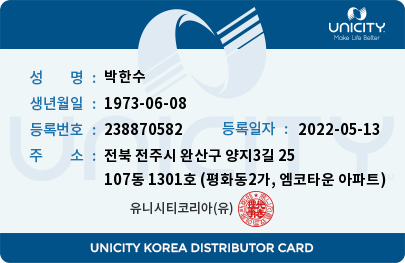 UNICITY
Make Life Better
성 명 : 박한수
생년월일 : 1973-06-08
등록번호 : 238870582 등록일자 : 2022-05-13
주 소 : 전북 전주시 완산구 양지3길 25
107동 1301호 (평화동2가, 엠코타운 아파트)
유니시티코리아(유)
UNICITY KOREA DISTRIBUTOR CARD